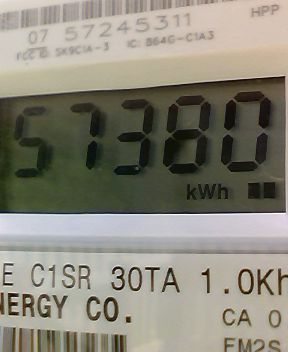 HPP
07 57245311
FCC ID: SK9C1A-3 IC: 864G-C1A3
57380
kWh
E C1SR 30TA 1.0Kh
NERGY CO.
CA 0
FM2S